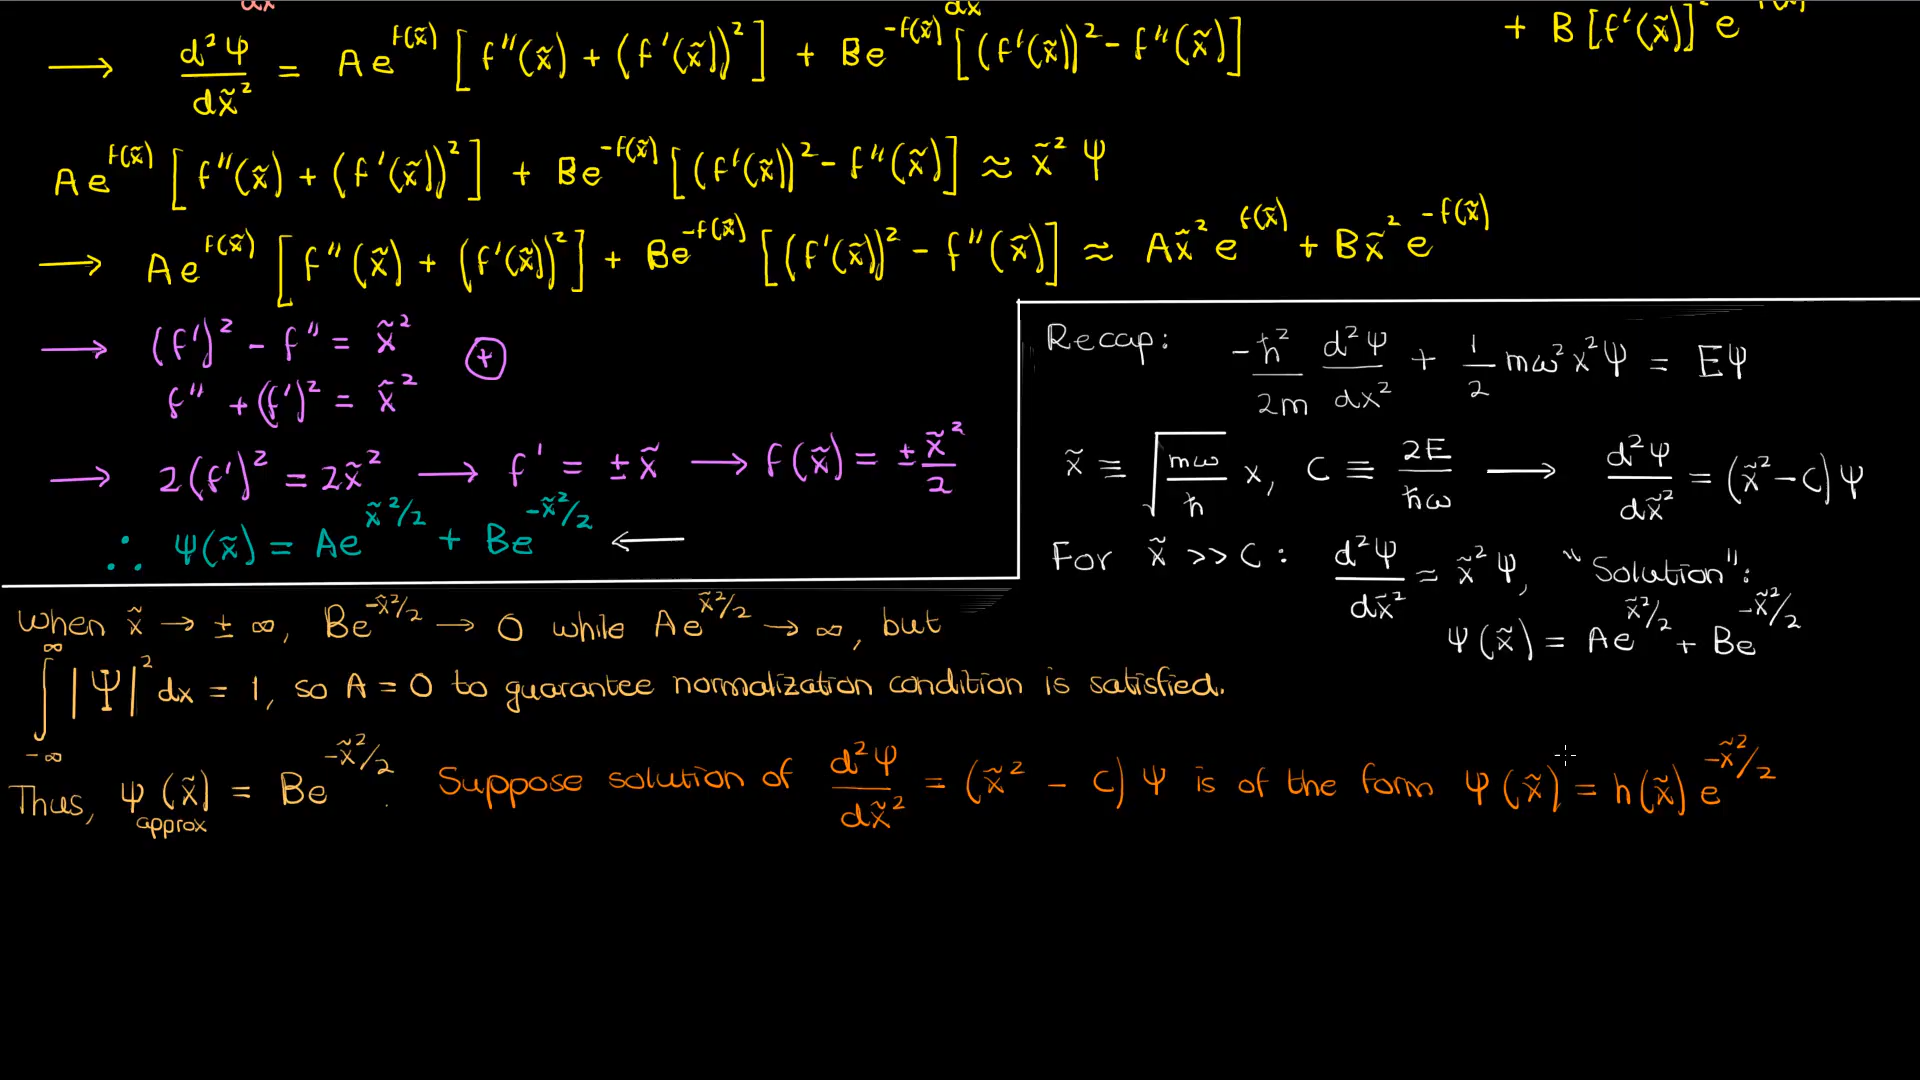 dx dx
⟶ d²Ψ/dx̃² = Ae^{f(x̃)} [f''(x̃) + (f'(x̃))²] + Be^{-f(x̃)} [(f'(x̃))² - f''(x̃)]
+ B[f'(x̃)]² e
Ae^{f(x̃)} [f''(x̃) + (f'(x̃))²] + Be^{-f(x̃)} [(f'(x̃))² - f''(x̃)] ≈ x̃² Ψ
⟶ Ae^{f(x̃)} [f''(x̃) + (f'(x̃))²] + Be^{-f(x̃)} [(f'(x̃))² - f''(x̃)] ≈ Ax̃² e^{f(x̃)} + Bx̃² e^{-f(x̃)}
⟶ (f')² - f'' = x̃² ⊕
f'' + (f')² = x̃²
⟶ 2(f')² = 2x̃² ⟶ f' = ± x̃ ⟶ f(x̃) = ± x̃²/2
∴ Ψ(x̃) = Ae^{x̃²/2} + Be^{-x̃²/2} ⟵
Recap: -ħ²/2m d²Ψ/dx² + 1/2 mω²x²Ψ = EΨ
x̃ ≡ √(mω/ħ) x, C ≡ 2E/ħω ⟶ d²Ψ/dx̃² = (x̃² - C)Ψ
For x̃ >> C: d²Ψ/dx̃² ≈ x̃²Ψ, "Solution":
Ψ(x̃) = Ae^{x̃²/2} + Be^{-x̃²/2}
When x̃ → ± ∞, Be^{-x̃²/2} → 0 while Ae^{x̃²/2} → ∞, but
∫_{-∞}^{∞} |Ψ|² dx = 1, so A = 0 to guarantee normalization condition is satisfied.
Thus, Ψ_{approx}(x̃) = Be^{-x̃²/2}. Suppose solution of d²Ψ/dx̃² = (x̃² - C)Ψ is of the form Ψ(x̃) = h(x̃) e^{-x̃²/2}